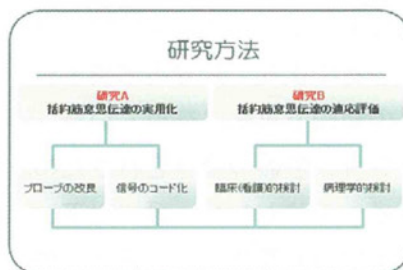 研究方法
研究A
括約筋意思伝達の実用化
研究B
括約筋意思伝達の適応評価
プローブの改良
信号のコード化
臨床(看護)的検討
病理学的検討